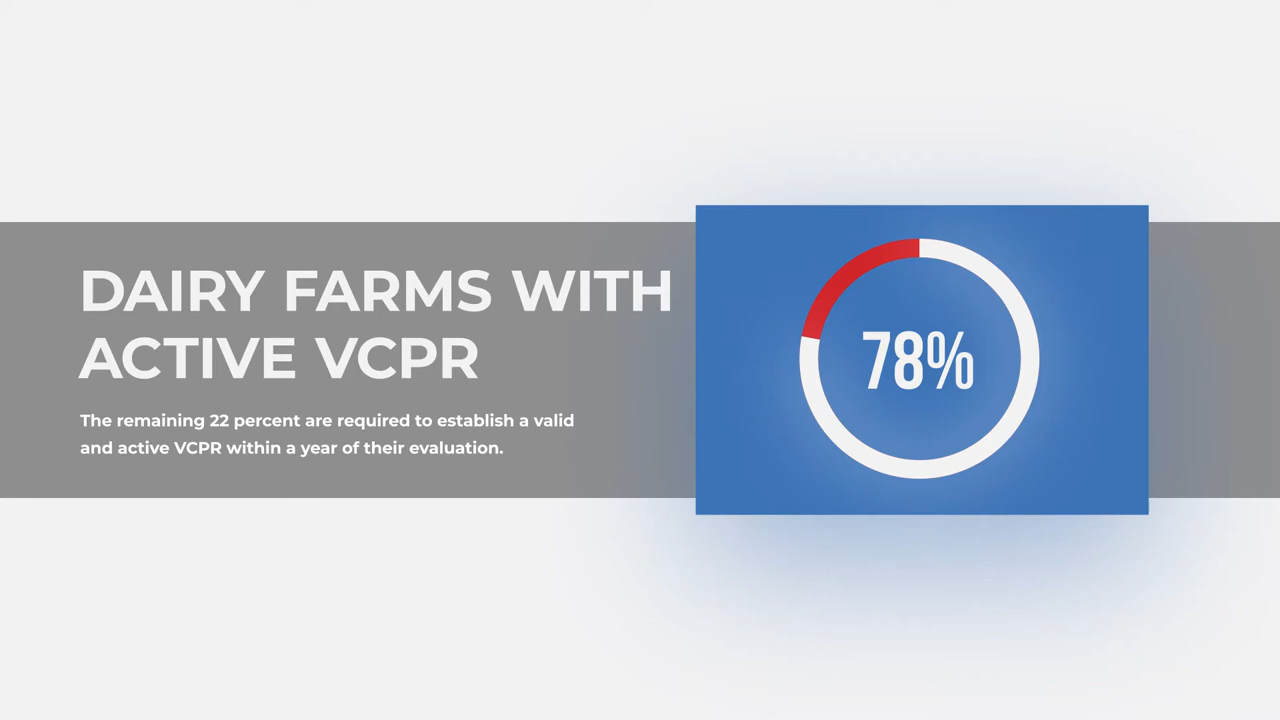 DAIRY FARMS WITH
ACTIVE VCPR
The remaining 22 percent are required to establish a valid
and active VCPR within a year of their evaluation.
78%